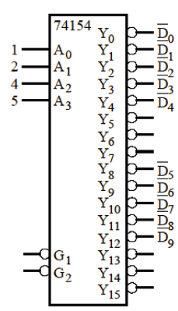 74154
1 A₀ Y₀ D̅₀
2 A₁ Y₁ D̅₁
4 A₂ Y₂ D̅₂
5 A₃ Y₃ D̅₃
Y₄ D̅₄
Y₅
Y₆
Y₇
Y₈ D̅₅
Y₉ D̅₆
Y₁₀ D̅₇
Y₁₁ D̅₈
Y₁₂ D̅₉
G₁ Y₁₃
G₂ Y₁₄
Y₁₅